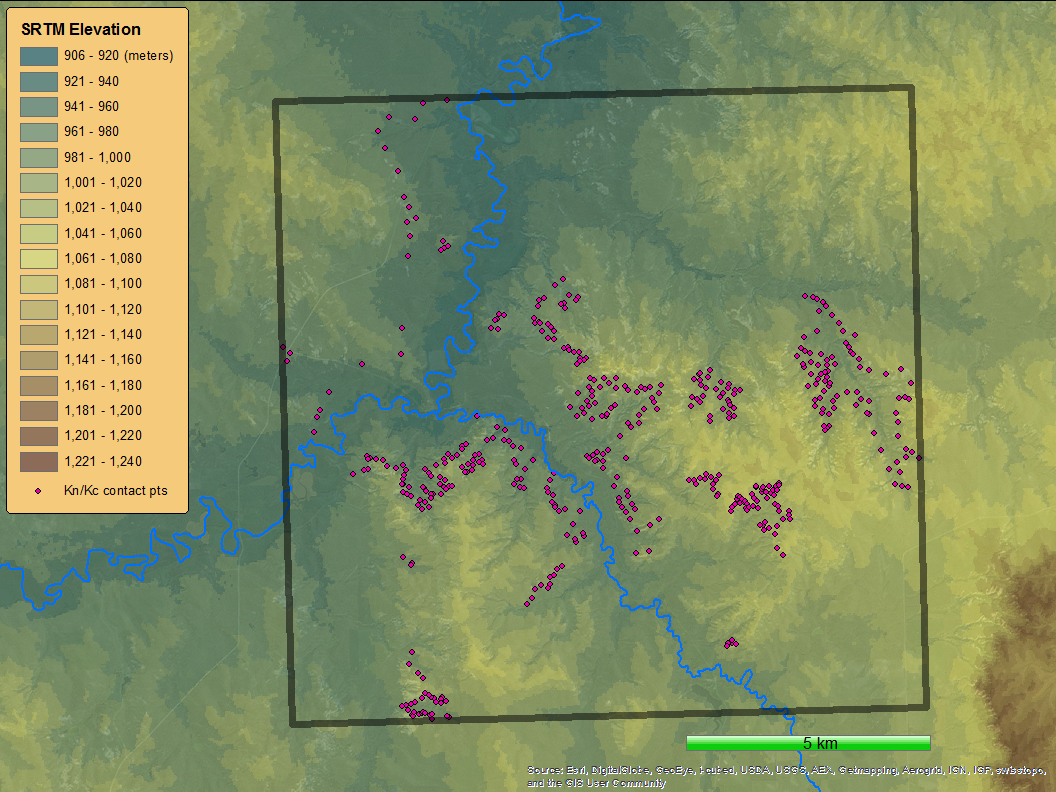 SRTM Elevation
906 - 920 (meters)
921 - 940
941 - 960
961 - 980
981 - 1,000
1,001 - 1,020
1,021 - 1,040
1,041 - 1,060
1,061 - 1,080
1,081 - 1,100
1,101 - 1,120
1,121 - 1,140
1,141 - 1,160
1,161 - 1,180
1,181 - 1,200
1,201 - 1,220
1,221 - 1,240
Kn/Kc contact pts
5 km
Source: Esri, DigitalGlobe, GeoEye, i-cubed, USDA, USGS, AEX, Getmapping, Aerogrid, IGN, IGP, swisstopo,
and the GIS User Community